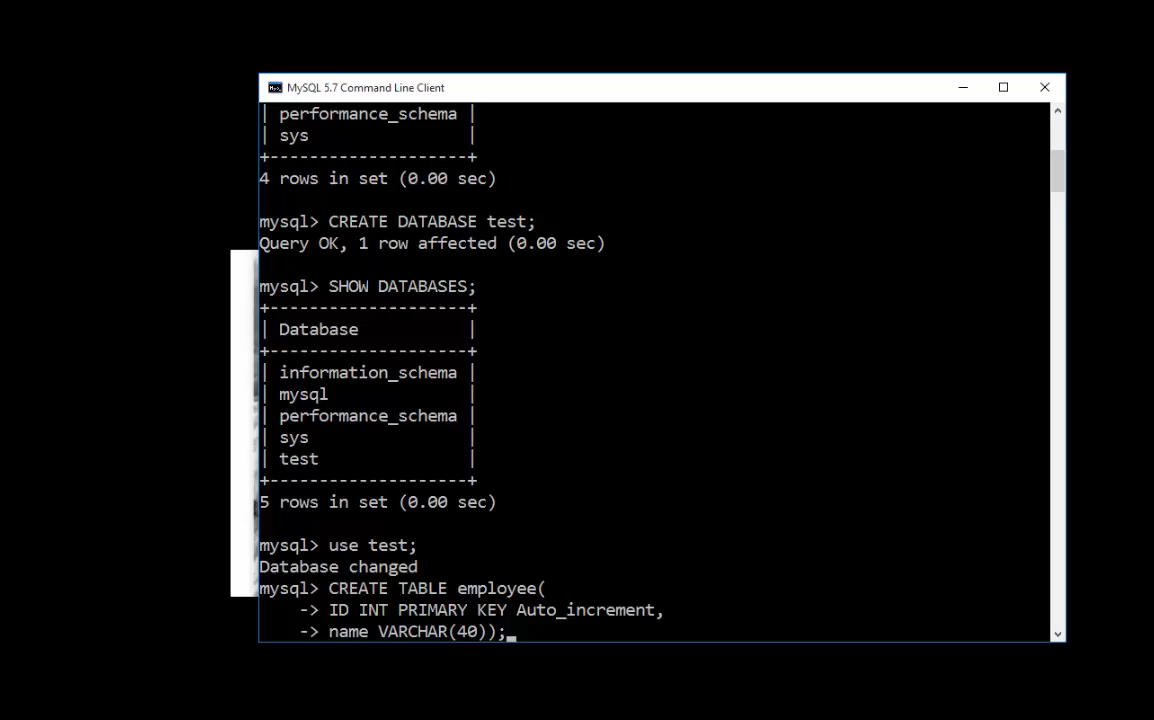 MySQL 5.7 Command Line Client
| performance_schema |
| sys                |
+--------------------+
4 rows in set (0.00 sec)
mysql> CREATE DATABASE test;
Query OK, 1 row affected (0.00 sec)
mysql> SHOW DATABASES;
+--------------------+
| Database           |
+--------------------+
| information_schema |
| mysql              |
| performance_schema |
| sys                |
| test               |
+--------------------+
5 rows in set (0.00 sec)
mysql> use test;
Database changed
mysql> CREATE TABLE employee(
    -> ID INT PRIMARY KEY Auto_increment,
    -> name VARCHAR(40));